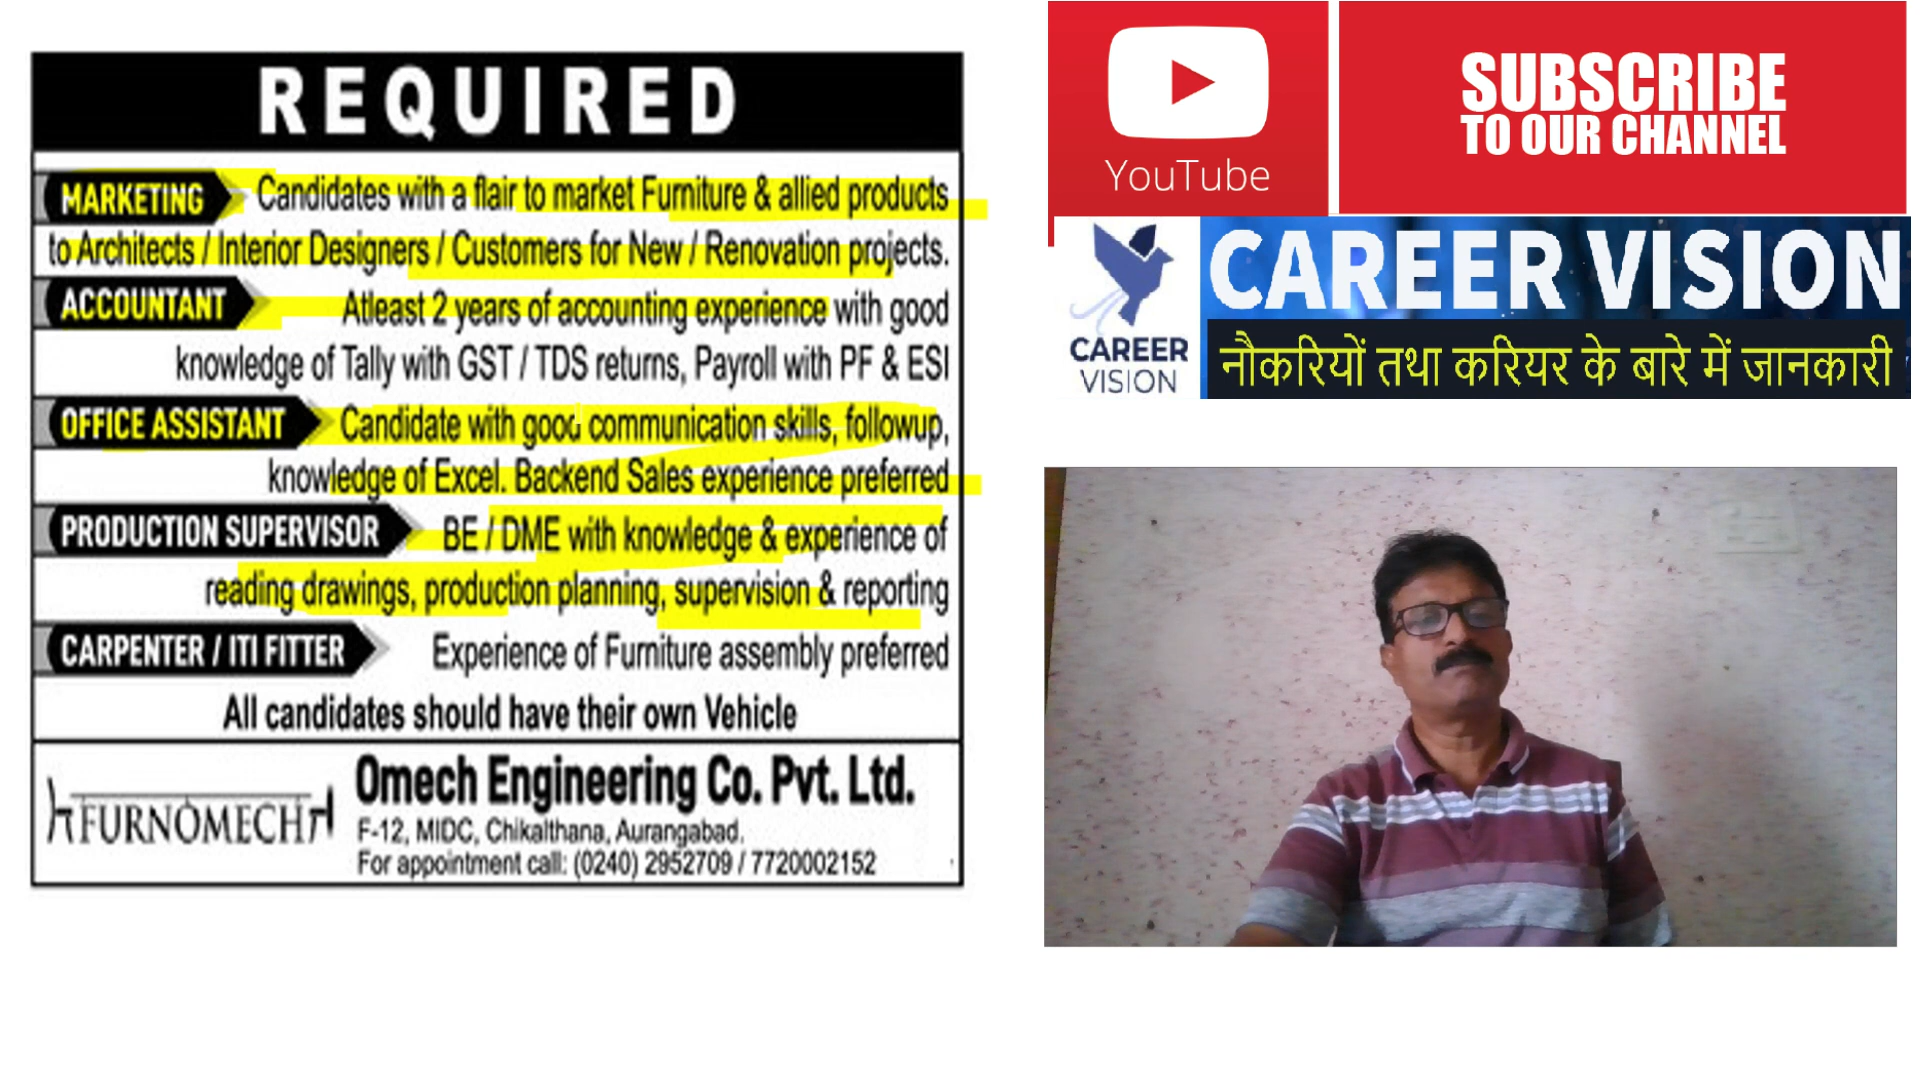 REQUIRED
MARKETING Candidates with a flair to market Furniture & allied products
to Architects / Interior Designers / Customers for New / Renovation projects.
ACCOUNTANT Atleast 2 years of accounting experience with good
knowledge of Tally with GST / TDS returns, Payroll with PF & ESI
OFFICE ASSISTANT Candidate with good communication skills, followup,
knowledge of Excel. Backend Sales experience preferred
PRODUCTION SUPERVISOR BE / DME with knowledge & experience of
reading drawings, production planning, supervision & reporting
CARPENTER / ITI FITTER Experience of Furniture assembly preferred
All candidates should have their own Vehicle
FURNOMECH
Omech Engineering Co. Pvt. Ltd.
F-12, MIDC, Chikalthana, Aurangabad.
For appointment call: (0240) 2952709 / 7720002152
YouTube
SUBSCRIBE
TO OUR CHANNEL
CAREER
VISION
CAREER VISION
नौकरियों तथा करियर के बारे में जानकारी